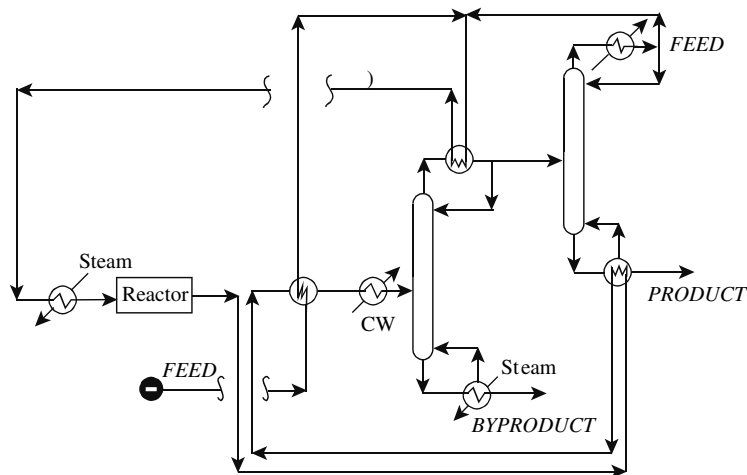 FEED
Steam
Reactor
CW
PRODUCT
FEED
Steam
BYPRODUCT